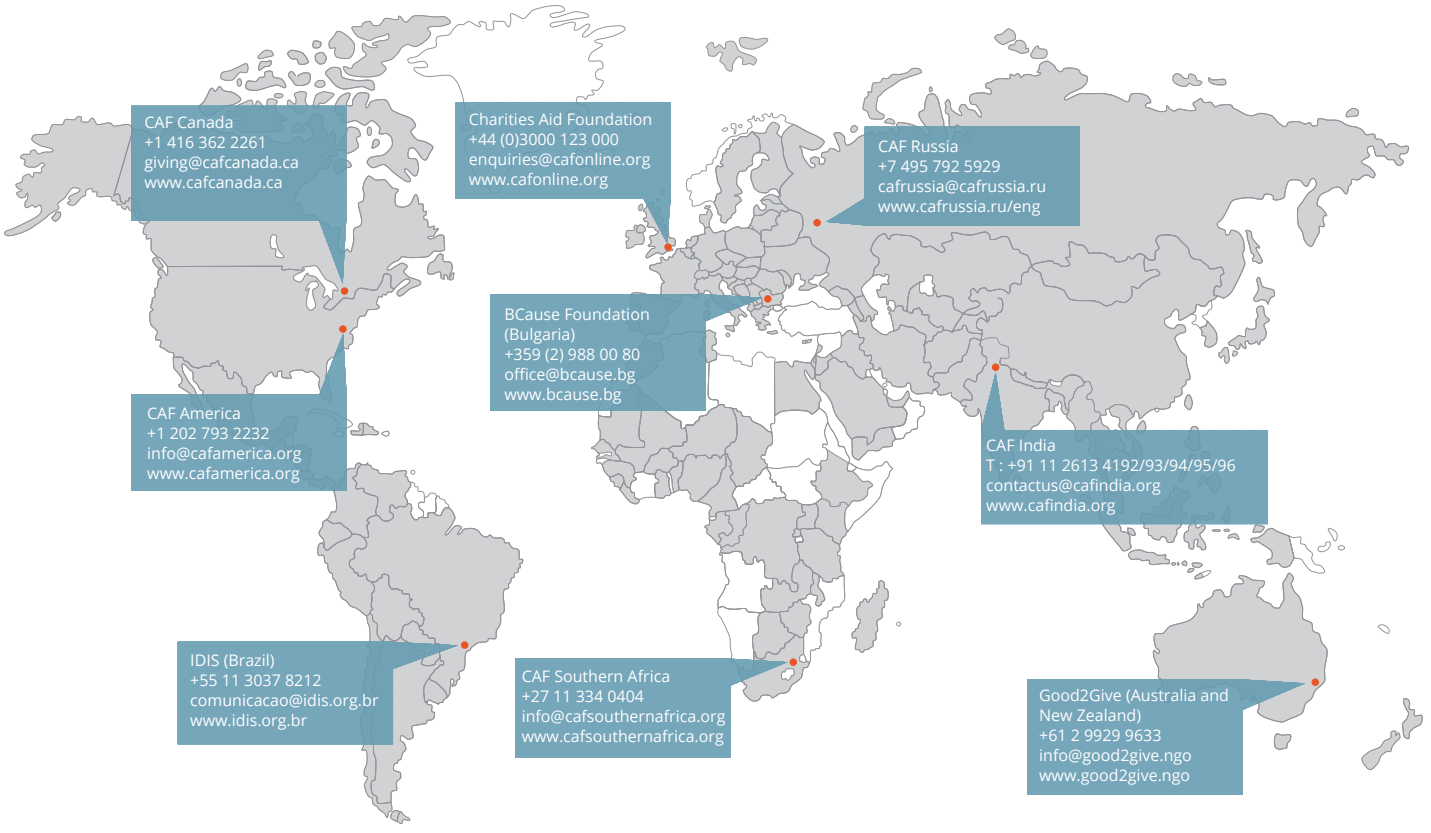 CAF Canada
+1 416 362 2261
giving@cafcanada.ca
www.cafcanada.ca
Charities Aid Foundation
+44 (0)3000 123 000
enquiries@cafonline.org
www.cafonline.org
CAF Russia
+7 495 792 5929
cafrussia@cafrussia.ru
www.cafrussia.ru/eng
BCause Foundation
(Bulgaria)
+359 (2) 988 00 80
office@bcause.bg
www.bcause.bg
CAF America
+1 202 793 2232
info@cafamerica.org
www.cafamerica.org
CAF India
T : +91 11 2613 4192/93/94/95/96
contactus@cafindia.org
www.cafindia.org
IDIS (Brazil)
+55 11 3037 8212
comunicacao@idis.org.br
www.idis.org.br
CAF Southern Africa
+27 11 334 0404
info@cafsouthernafrica.org
www.cafsouthernafrica.org
Good2Give (Australia and
New Zealand)
+61 2 9929 9633
info@good2give.ngo
www.good2give.ngo